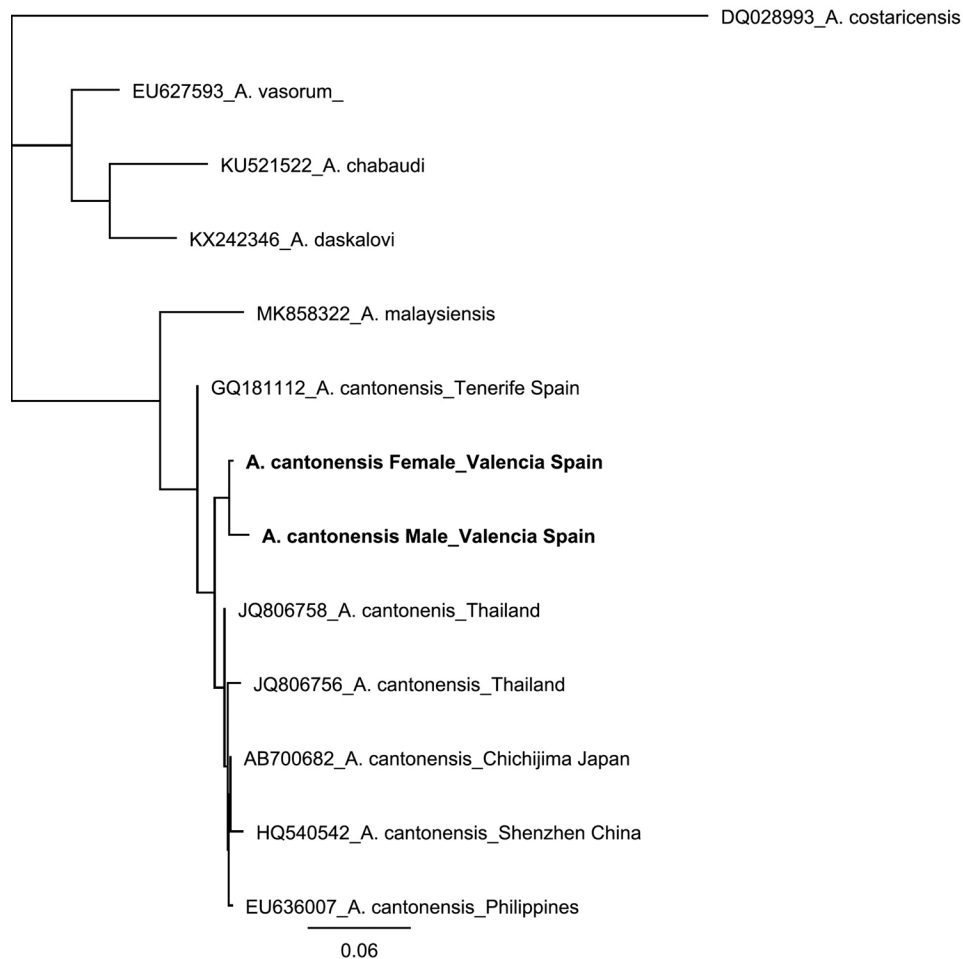 DQ028993_A. costaricensis
EU627593_A. vasorum_
KU521522_A. chabaudi
KX242346_A. daskalovi
MK858322_A. malaysiensis
GQ181112_A. cantonensis_Tenerife Spain
A. cantonensis Female_Valencia Spain
A. cantonensis Male_Valencia Spain
JQ806758_A. cantonenis_Thailand
JQ806756_A. cantonensis_Thailand
AB700682_A. cantonensis_Chichijima Japan
HQ540542_A. cantonensis_Shenzhen China
EU636007_A. cantonensis_Philippines
0.06